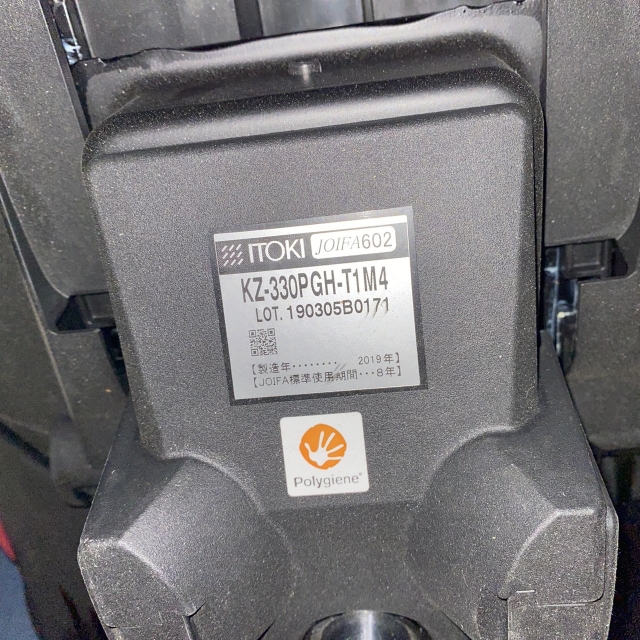 ITOKI JOIFA602
KZ-330PGH-T1M4
LOT. 190305B0171
【製造年‥‥‥‥ 2019年】
【JOIFA標準使用期間‥‥8年】
Polygiene®